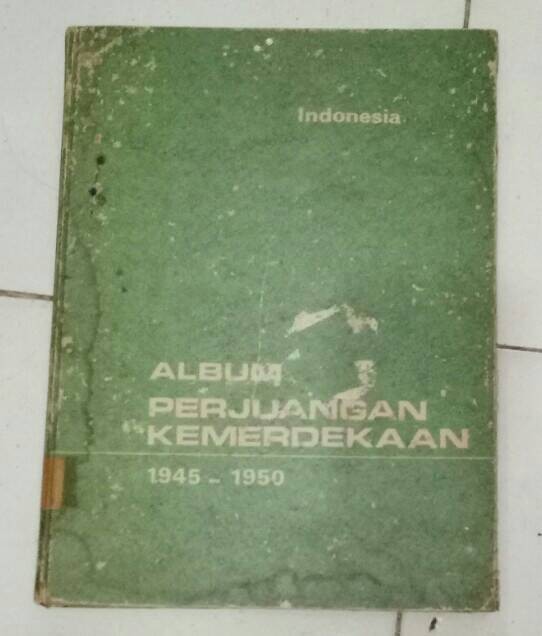 Indonesia
ALBUM
PERJUANGAN
KEMERDEKAAN
1945 - 1950